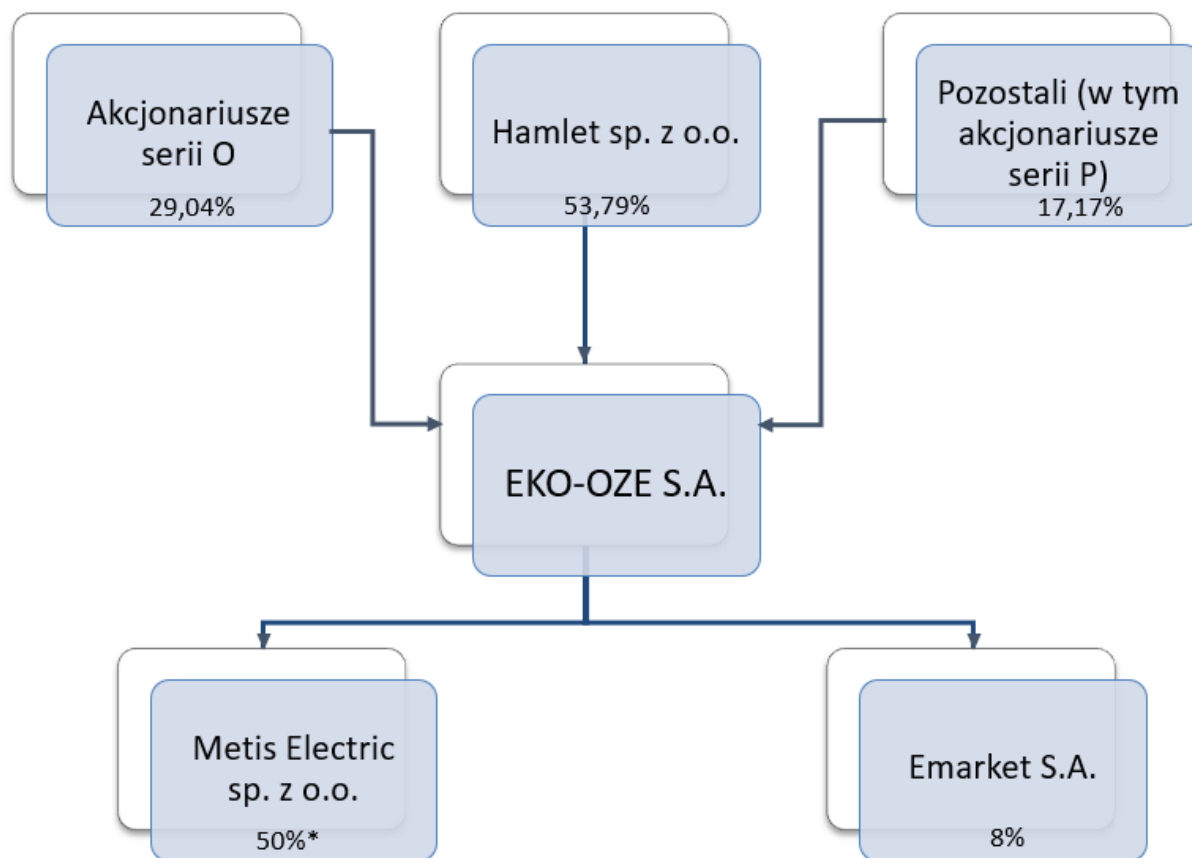 Akcjonariusze
serii O
29,04%
Hamlet sp. z o.o.
53,79%
Pozostali (w tym
akcjonariusze
serii P)
17,17%
EKO-OZE S.A.
Metis Electric
sp. z o.o.
50%*
Emarket S.A.
8%